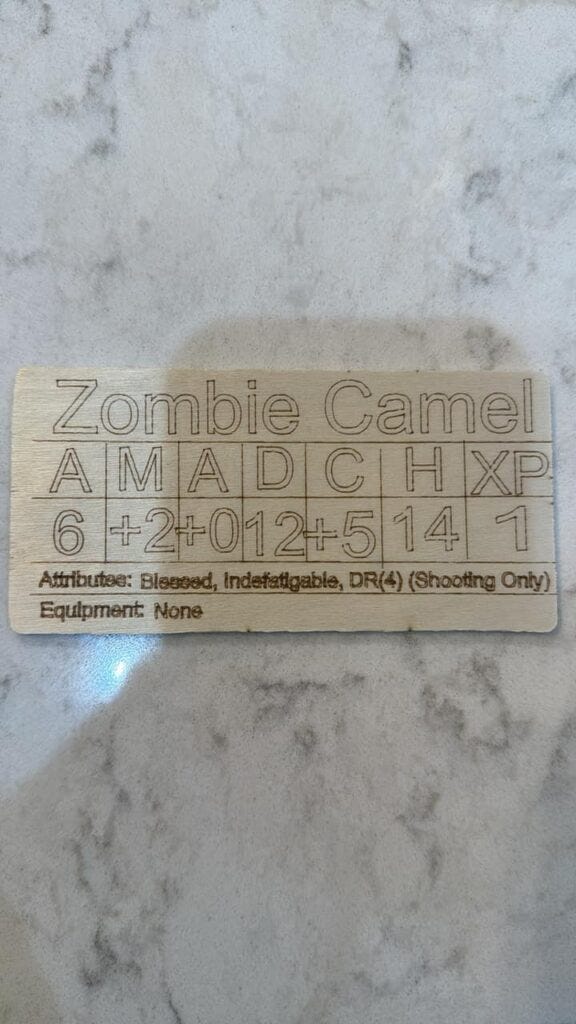 Zombie Camel
A M A D C H XP
6 +2 +0 12 +5 14 1
Attributes: Blessed, Indefatigable, DR(4) (Shooting Only)
Equipment: None